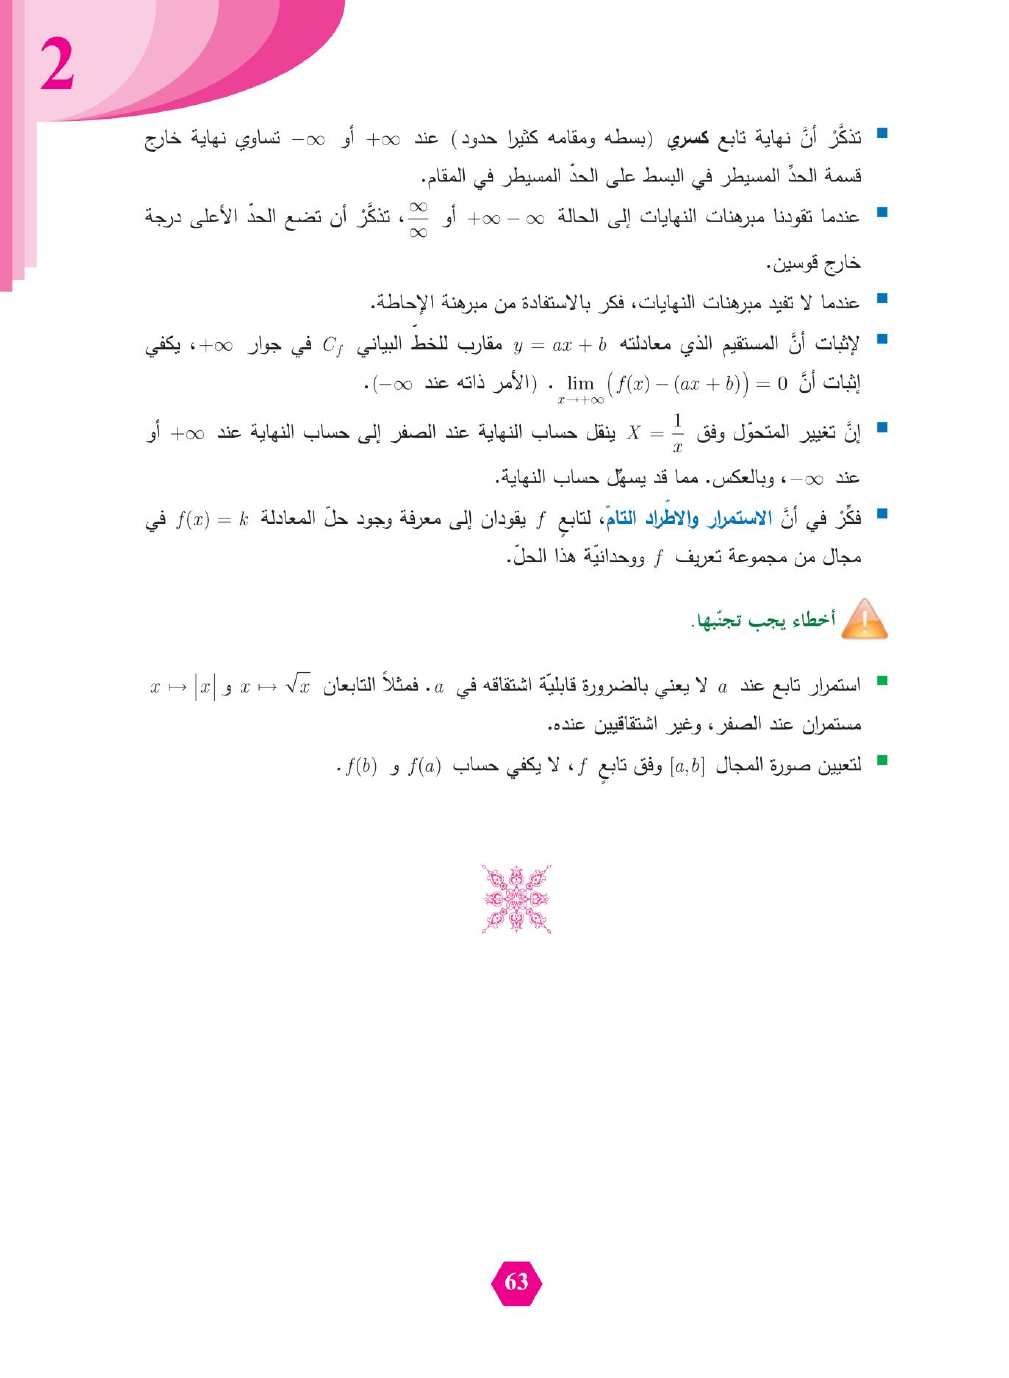 2
تذكَّرْ أنَّ نهاية تابع كسري (بسطه ومقامه كثيرا حدود) عند +∞ أو −∞ تساوي نهاية خارج
قسمة الحدِّ المسيطر في البسط على الحدّ المسيطر في المقام.
عندما تقودنا مبرهنات النهايات إلى الحالة +∞ − ∞ أو ∞/∞، تذكَّرْ أن تضع الحدّ الأعلى درجة
خارج قوسين.
عندما لا تفيد مبرهنات النهايات، فكر بالاستفادة من مبرهنة الإحاطة.
لإثبات أنَّ المستقيم الذي معادلته y = ax + b مقارب للخطّ البياني C_f في جوار +∞، يكفي
إثبات أنَّ lim_{x→+∞} (f(x) − (ax + b)) = 0 . (الأمر ذاته عند −∞).
إنَّ تغيير المتحوّل وفق X = 1/x ينقل حساب النهاية عند الصفر إلى حساب النهاية عند +∞ أو
عند −∞، وبالعكس. مما قد يسهّل حساب النهاية.
فكِّرْ في أنَّ الاستمرار والاطّراد التامّ، لتابعٍ f يقودان إلى معرفة وجود حلّ المعادلة f(x) = k في
مجال من مجموعة تعريف f ووحدانيّة هذا الحلّ.
أخطاء يجب تجنّبها.
استمرار تابع عند a لا يعني بالضرورة قابليّة اشتقاقه في a. فمثلاً التابعان x ↦ √x و x ↦ |x|
مستمران عند الصفر، وغير اشتقاقيين عنده.
لتعيين صورة المجال [a,b] وفق تابعٍ f، لا يكفي حساب f(a) و f(b).
63